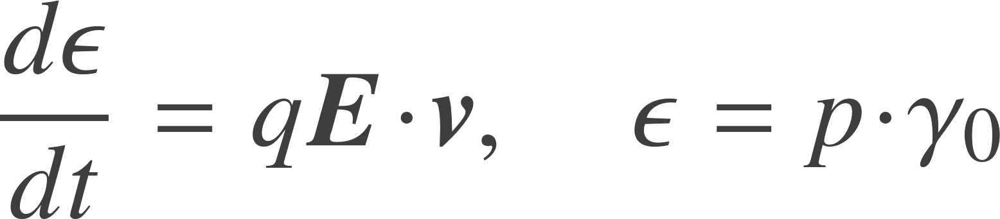 dϵ/dt = qE · v,  ϵ = p · γ₀